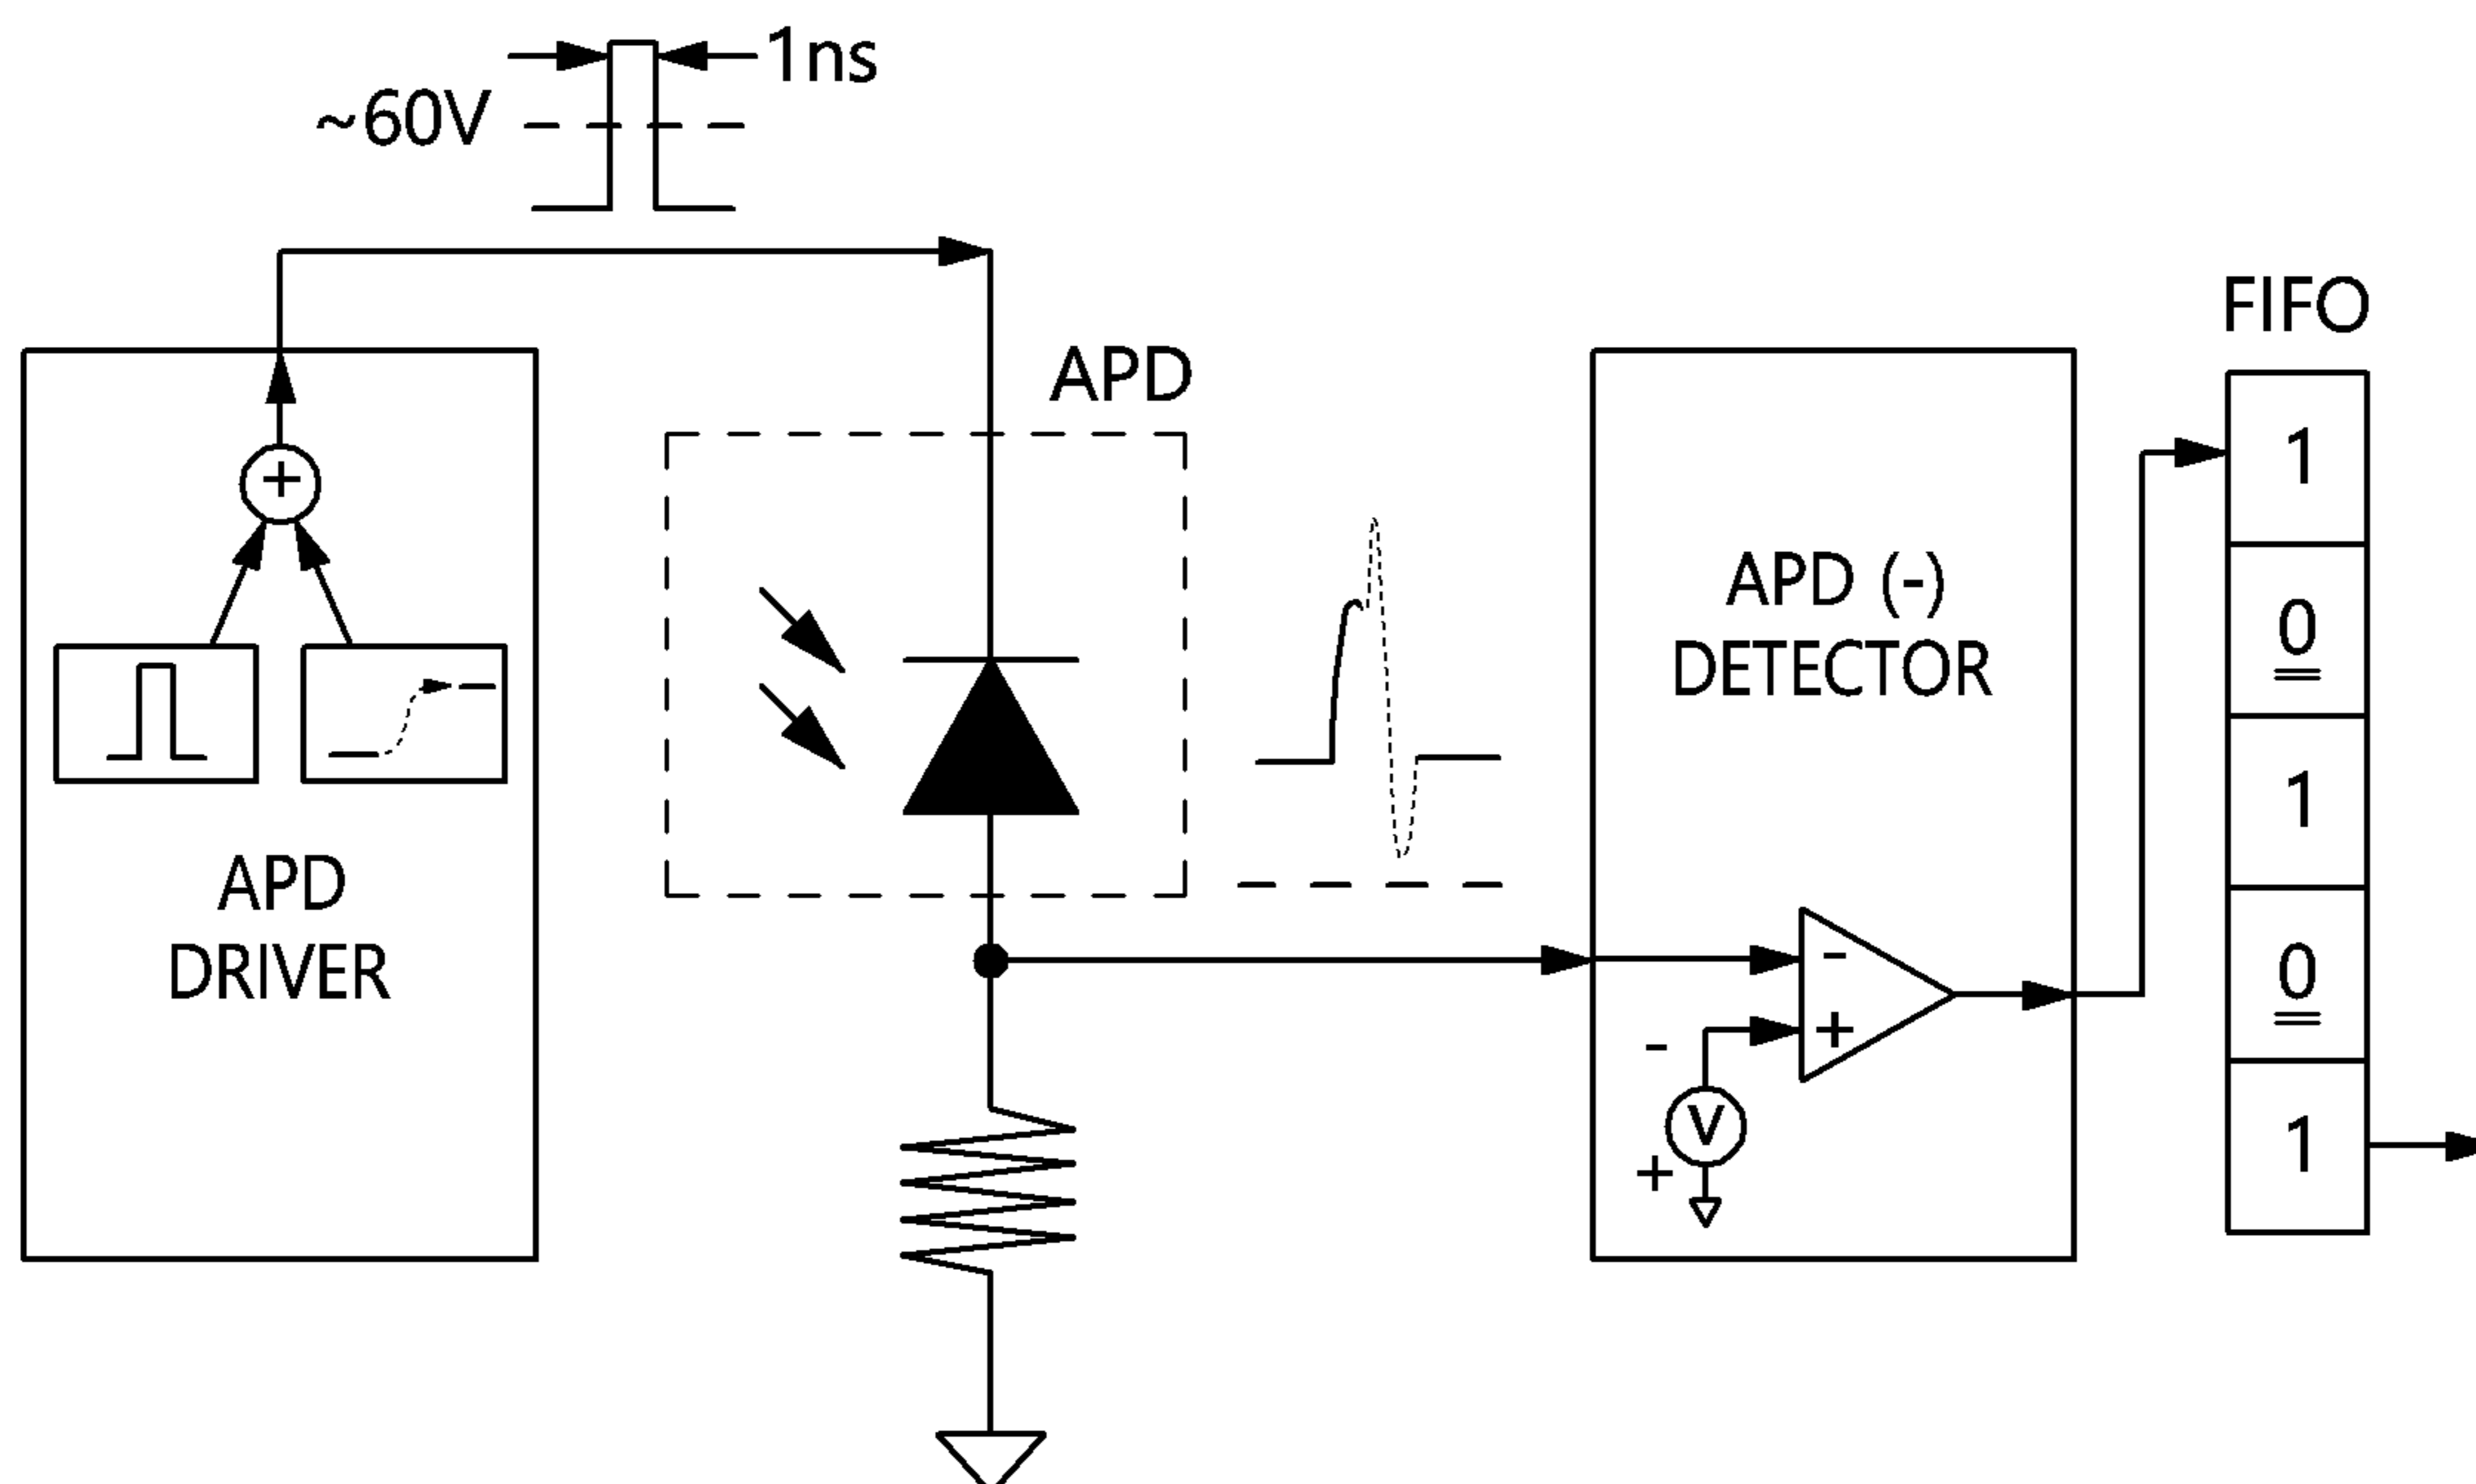 1ns
~60V
FIFO
APD
1
+
APD (-)
DETECTOR
0
1
APD
DRIVER
0
-
+
-
V
+
1